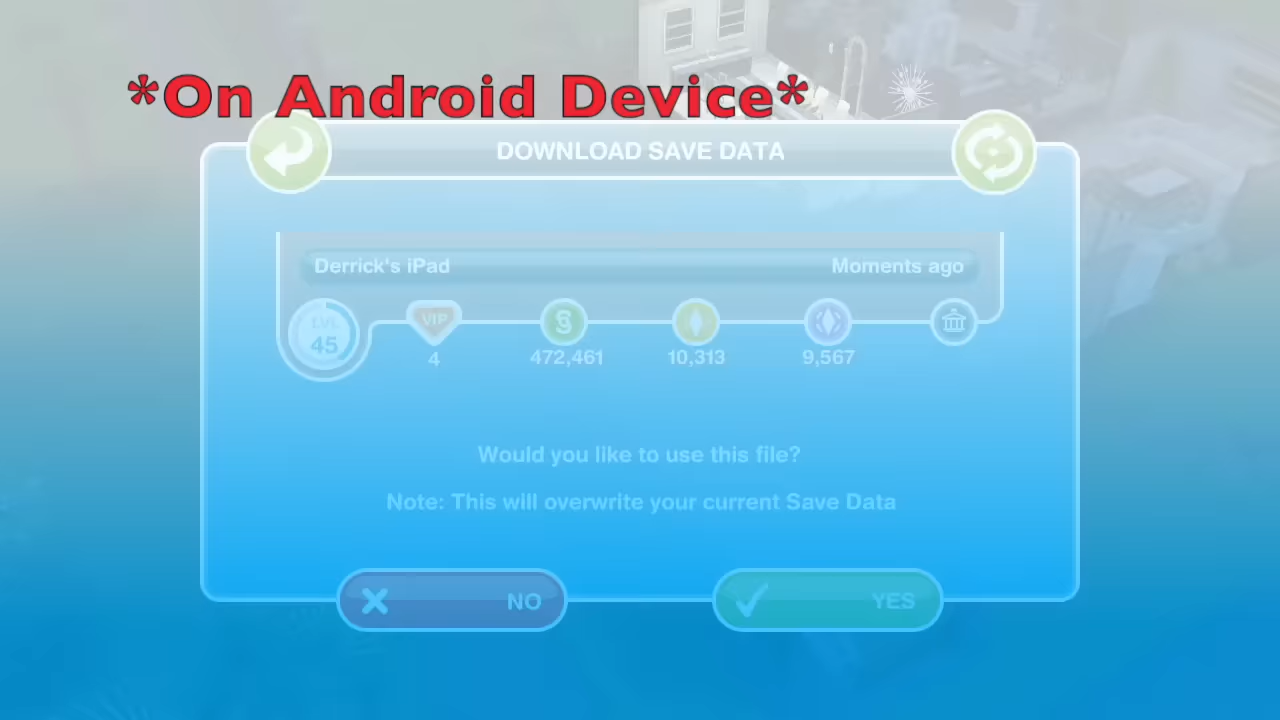 *On Android Device*
DOWNLOAD SAVE DATA
Derrick's iPad Moments ago
LVL
45
VIP
4
472,461
10,313
9,567
Would you like to use this file?
Note: This will overwrite your current Save Data
NO
YES